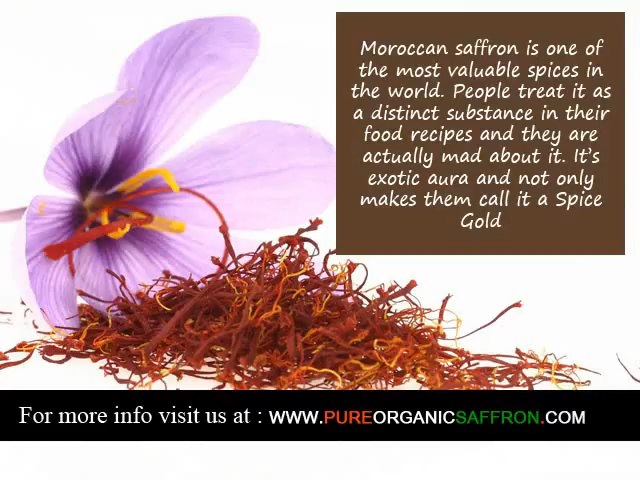 Moroccan saffron is one of
the most valuable spices in
the world. People treat it as
a distinct substance in their
food recipes and they are
actually mad about it. It's
exotic aura and not only
makes them call it a Spice
Gold
For more info visit us at : WWW.PUREORGANICSAFFRON.COM